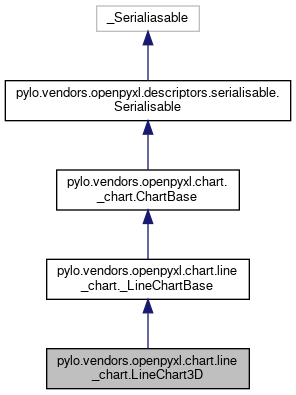 _Serialiasable
pylo.vendors.openpyxl.descriptors.serialisable.
Serialisable
pylo.vendors.openpyxl.chart.
_chart.ChartBase
pylo.vendors.openpyxl.chart.line
_chart._LineChartBase
pylo.vendors.openpyxl.chart.line
_chart.LineChart3D